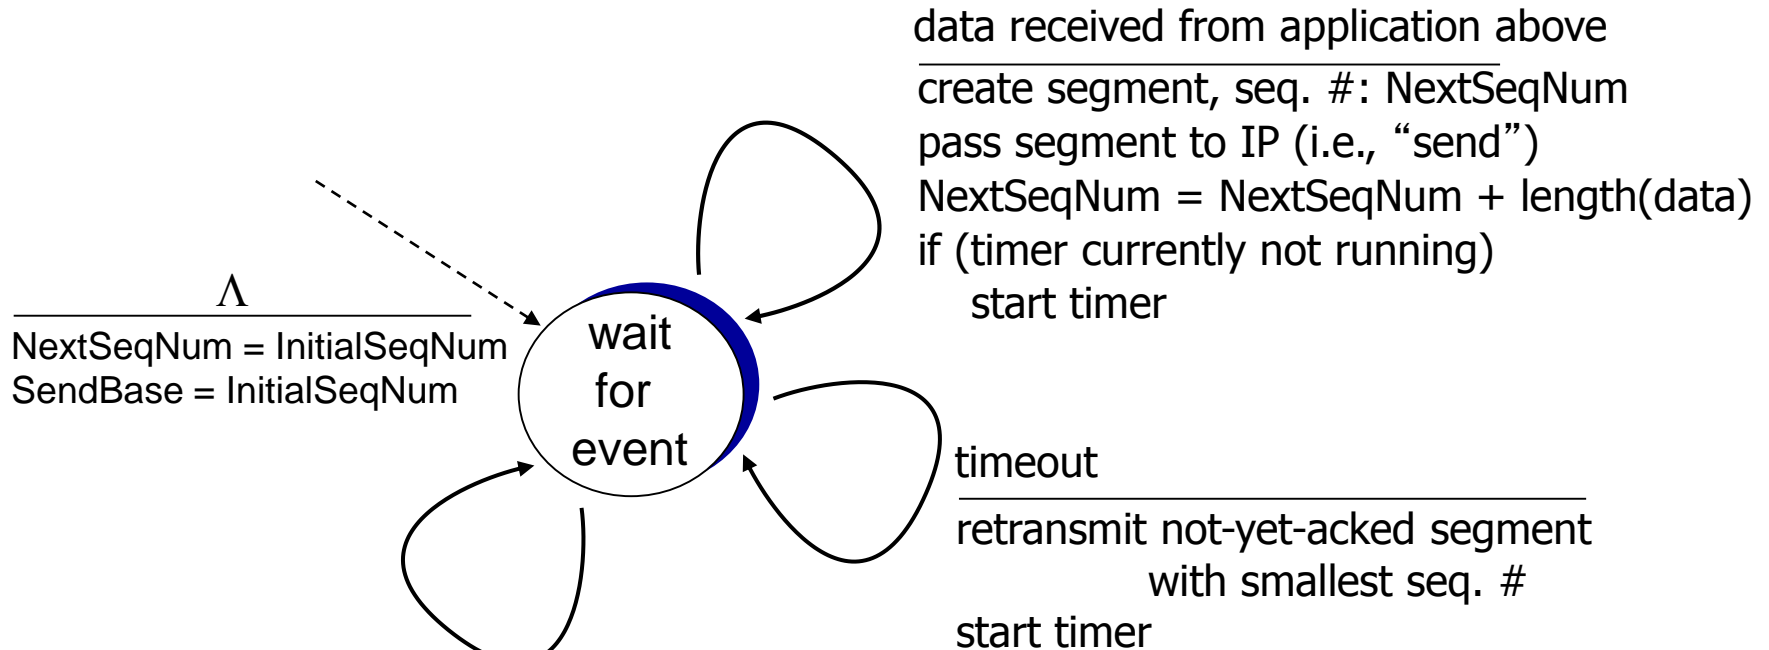 data received from application above
create segment, seq. #: NextSeqNum
pass segment to IP (i.e., “send”)
NextSeqNum = NextSeqNum + length(data)
if (timer currently not running)
start timer
Λ
NextSeqNum = InitialSeqNum
SendBase = InitialSeqNum
wait
for
event
timeout
retransmit not-yet-acked segment
with smallest seq. #
start timer